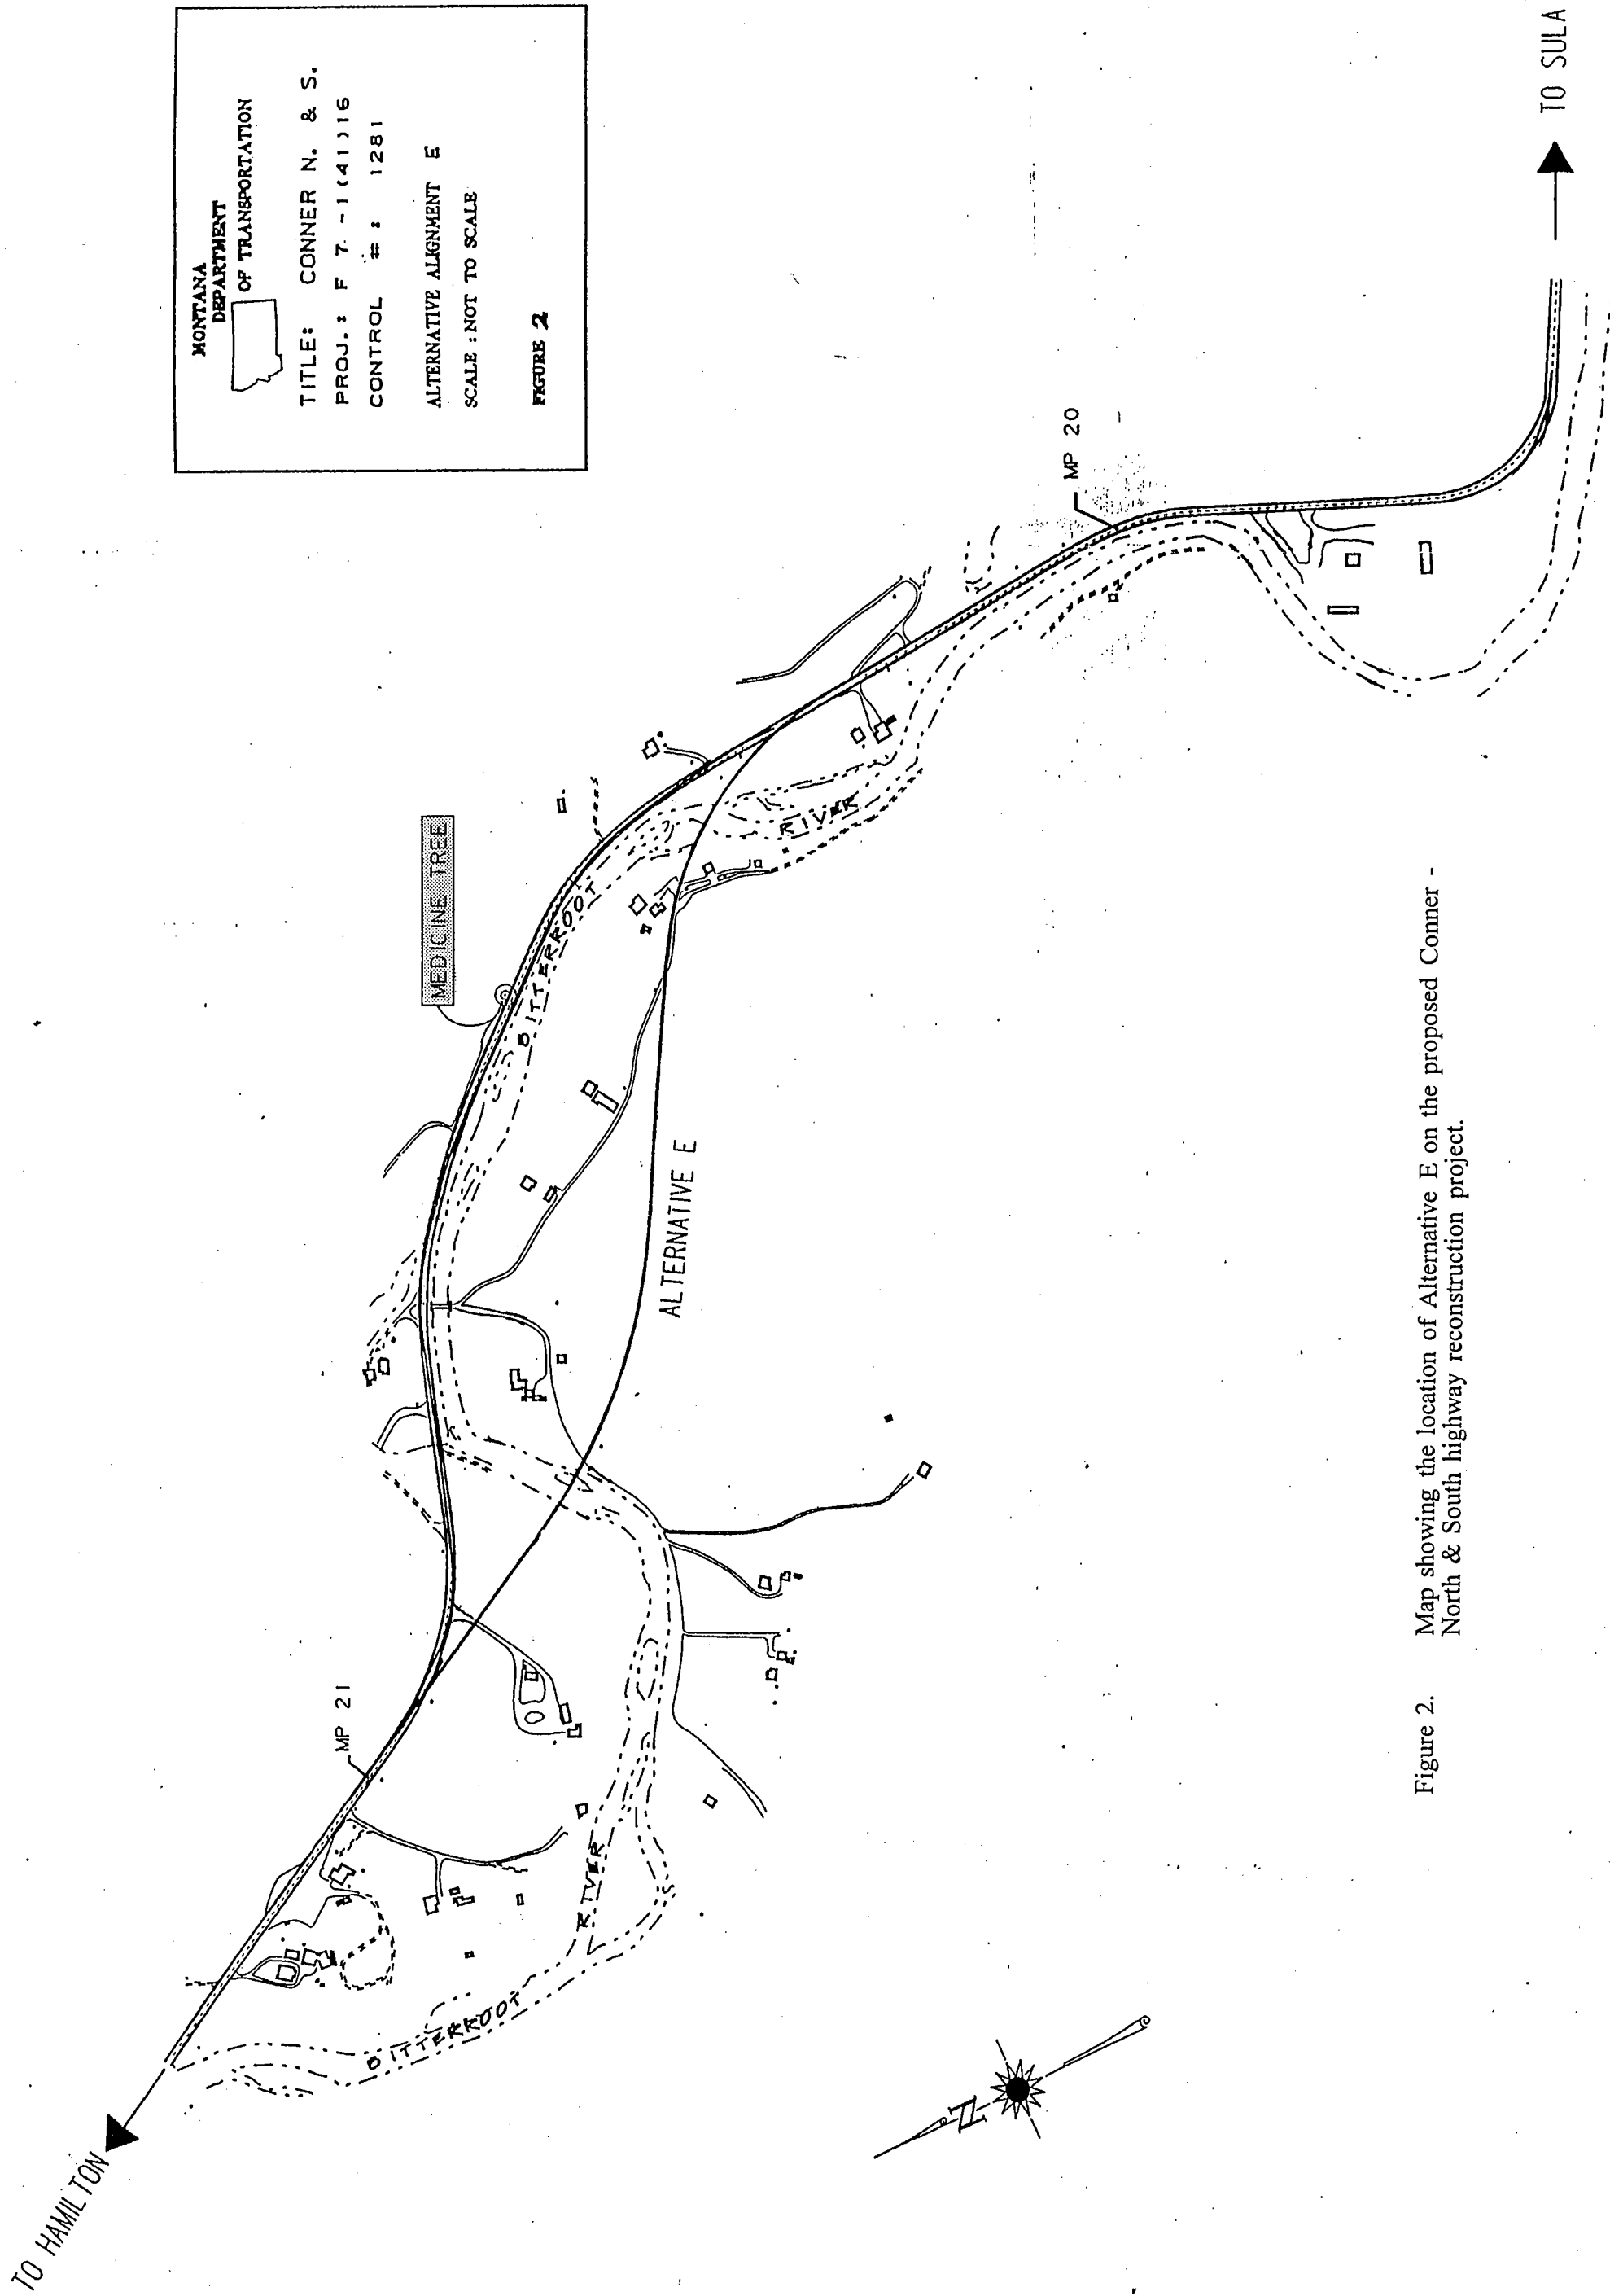 MONTANA
DEPARTMENT
OF TRANSPORTATION
TITLE: CONNER N. & S.
PROJ.: F 7-1(41)16
CONTROL #: 1281
ALTERNATIVE ALIGNMENT E
SCALE : NOT TO SCALE
FIGURE 2
TO HAMILTON
MP 21
MEDICINE TREE
MP 20
TO SULA
BITTERROOT
RIVER
BITTERROOT
RIVER
ALTERNATIVE E
N
Figure 2. Map showing the location of Alternative E on the proposed Conner -
North & South highway reconstruction project.